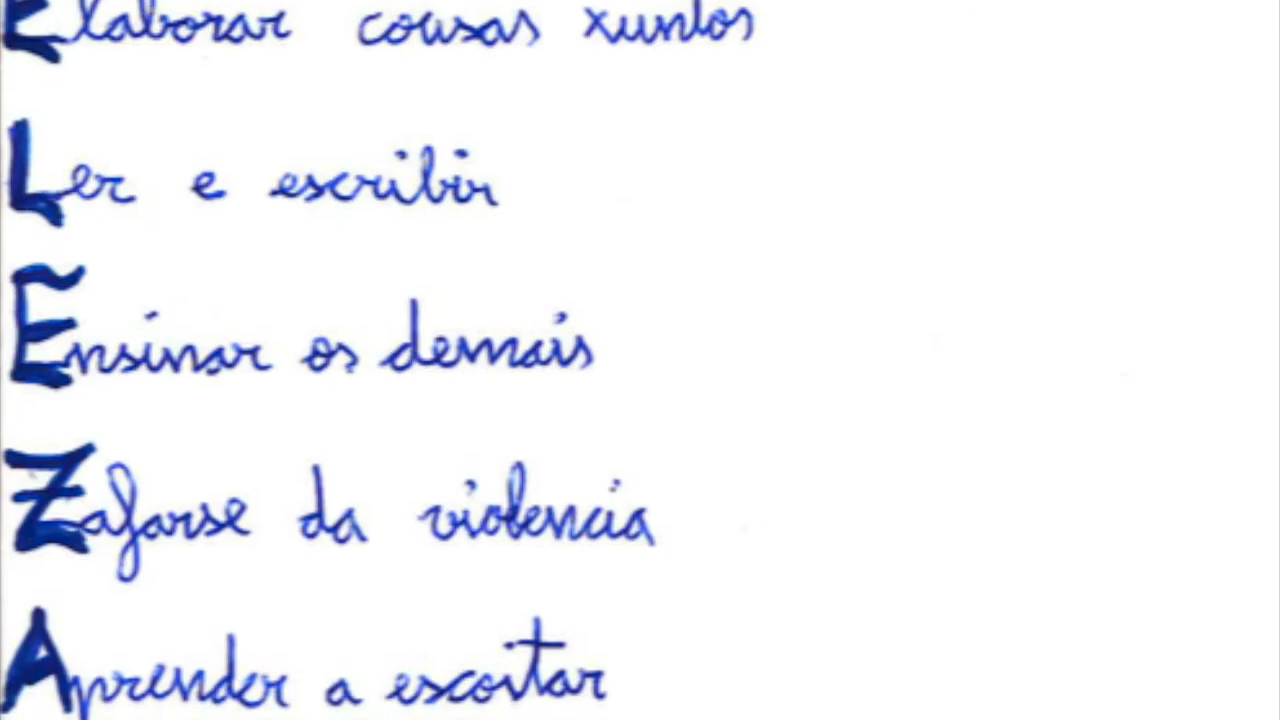 Elaborar cousas xuntos
Ler e escribir
Ensinar os demais
Zafarse da violencia
Aprender a escoitar